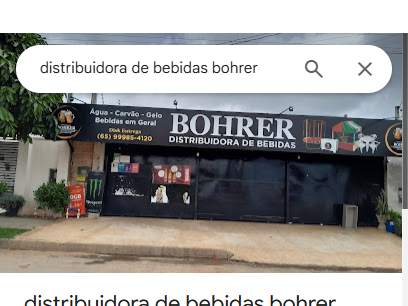 distribuidora de bebidas bohrer
Água - Carvão - Gelo
Bebidas em Geral
Disk Entrega
(65) 99985-4120
BOHRER
DISTRIBUIDORA DE BEBIDAS
BOHRER
distribuidora de bebidas bohrer